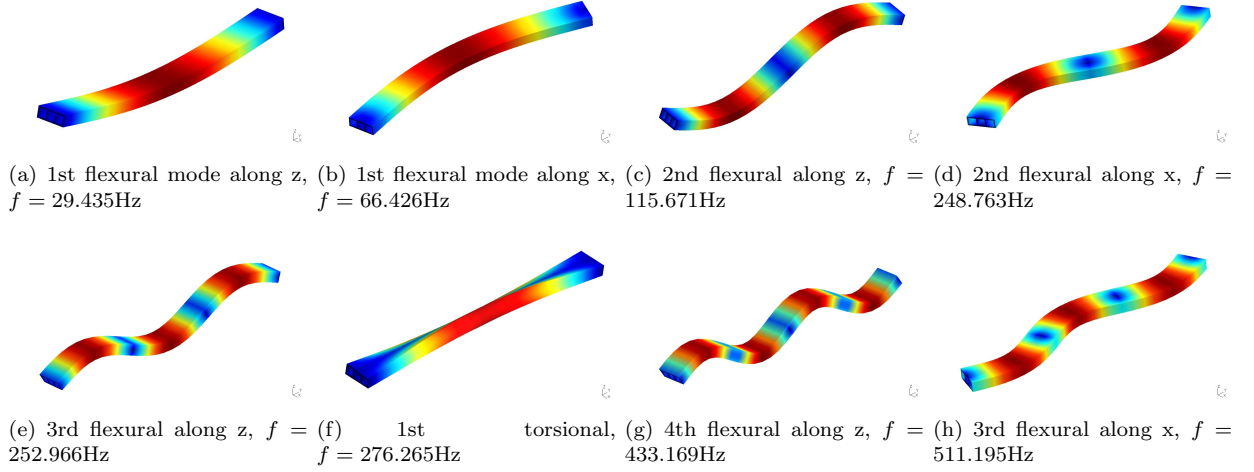 (a) 1st flexural mode along z, f = 29.435Hz
(b) 1st flexural mode along x, f = 66.426Hz
(c) 2nd flexural along z, f = 115.671Hz
(d) 2nd flexural along x, f = 248.763Hz
(e) 3rd flexural along z, f = 252.966Hz
(f) 1st torsional, f = 276.265Hz
(g) 4th flexural along z, f = 433.169Hz
(h) 3rd flexural along x, f = 511.195Hz